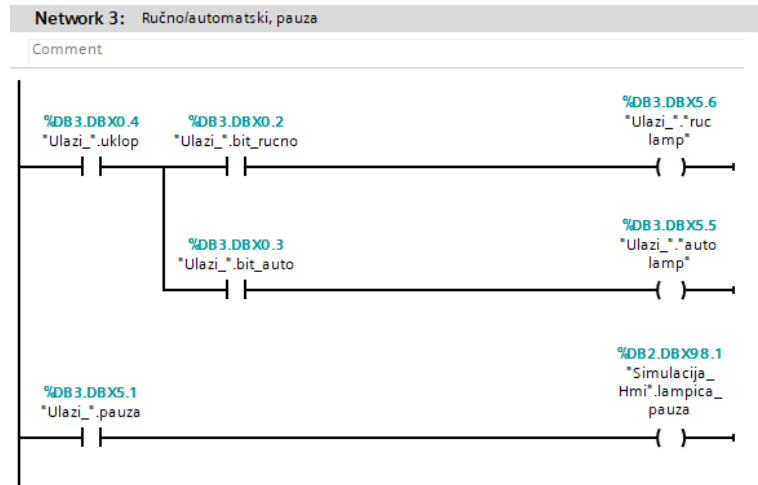 Network 3: Ručno/automatski, pauza
Comment
%DB3.DBX0.4
"Ulazi_".uklop
%DB3.DBX0.2
"Ulazi_".bit_rucno
%DB3.DBX5.6
"Ulazi_"."ruc
lamp"
%DB3.DBX0.3
"Ulazi_".bit_auto
%DB3.DBX5.5
"Ulazi_"."auto
lamp"
%DB3.DBX5.1
"Ulazi_".pauza
%DB2.DBX98.1
"Simulacija_
Hmi".lampica_
pauza